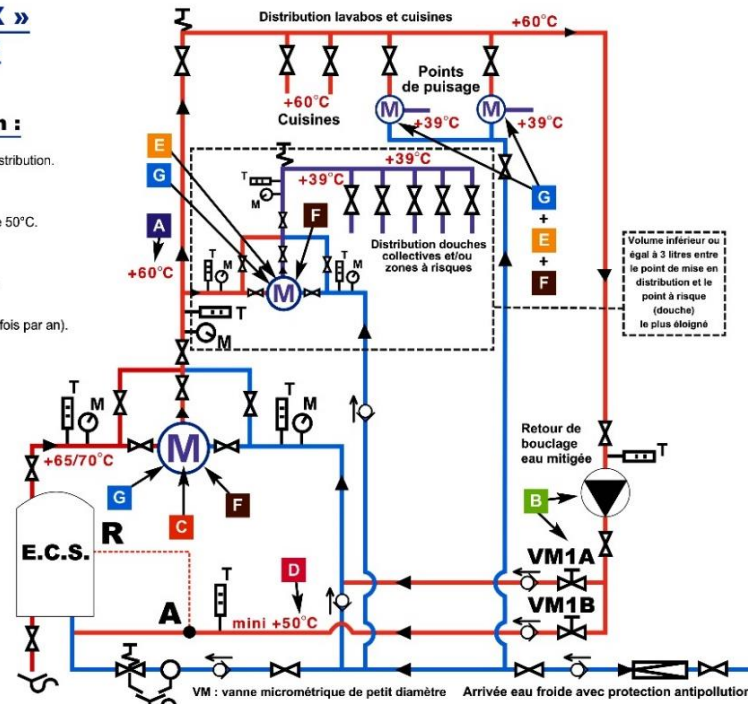 X »
n :
stribution.
e 50°C.
fois par an).
Distribution lavabos et cuisines
+60°C
Points
de puisage
+60°C
Cuisines
M
+39°C
M
+39°C
E
G
A
+60°C
T
M
+39°C
+39°C
F
Distribution douches
collectives et/ou
zones à risques
T
M
M
T
M
T
M
G
+
E
+
F
Volume inférieur ou
égal à 3 litres entre
le point de mise en
distribution et le
point à risque
(douche)
le plus éloigné
T
M
+65/70°C
M
T
M
G
C
F
Retour de
bouclage
eau mitigée
T
B
E.C.S.
R
A
T
D
mini +50°C
VM1A
VM1B
VM : vanne micrométrique de petit diamètre
Arrivée eau froide avec protection antipollution